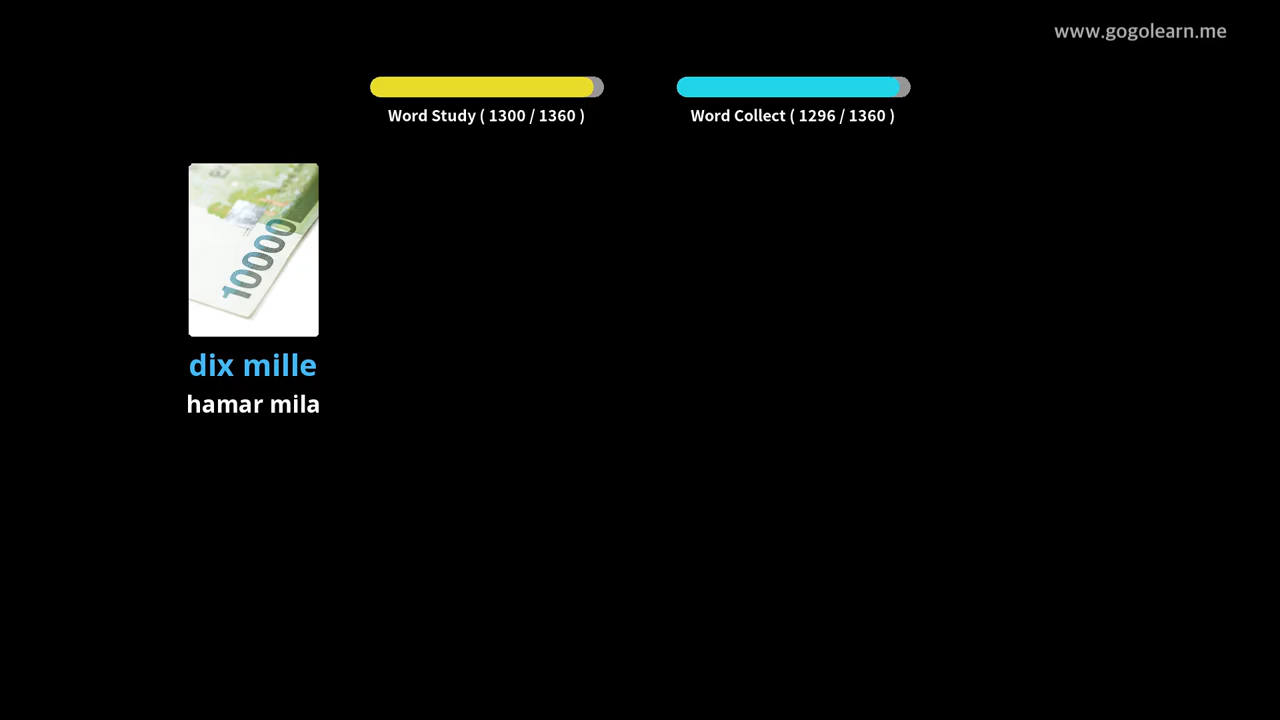 www.gogolearn.me
Word Study ( 1300 / 1360 )
Word Collect ( 1296 / 1360 )
10000
dix mille
hamar mila